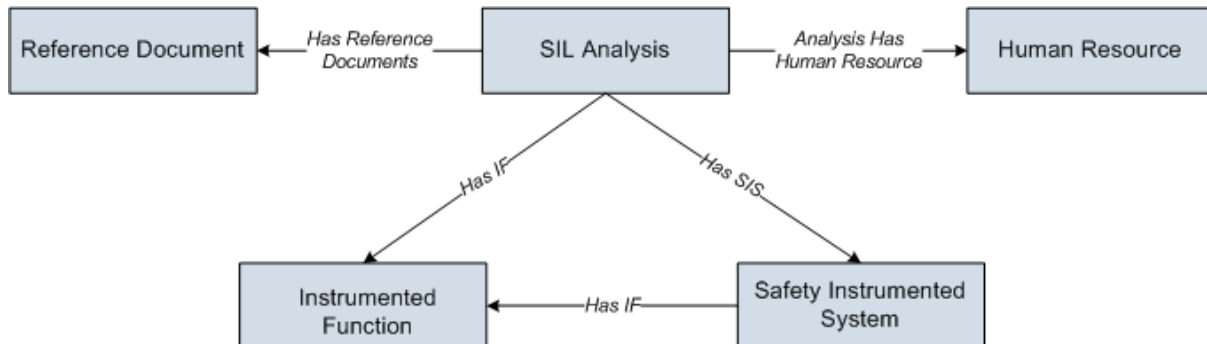 Reference Document
Has Reference
Documents
SIL Analysis
Analysis Has
Human Resource
Human Resource
Has IF
Has SIS
Instrumented
Function
Has IF
Safety Instrumented
System